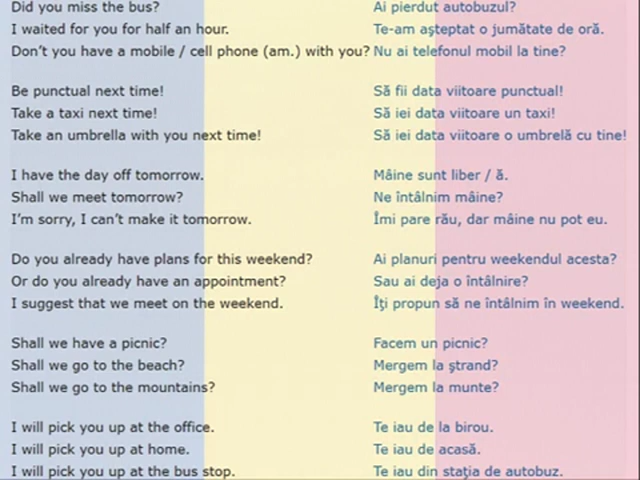 Did you miss the bus? Ai pierdut autobuzul?
I waited for you for half an hour. Te-am aşteptat o jumătate de oră.
Don't you have a mobile / cell phone (am.) with you? Nu ai telefonul mobil la tine?
Be punctual next time! Să fii data viitoare punctual!
Take a taxi next time! Să iei data viitoare un taxi!
Take an umbrella with you next time! Să iei data viitoare o umbrelă cu tine!
I have the day off tomorrow. Mâine sunt liber / ă.
Shall we meet tomorrow? Ne întâlnim mâine?
I'm sorry, I can't make it tomorrow. Îmi pare rău, dar mâine nu pot eu.
Do you already have plans for this weekend? Ai planuri pentru weekendul acesta?
Or do you already have an appointment? Sau ai deja o întâlnire?
I suggest that we meet on the weekend. Îţi propun să ne întâlnim în weekend.
Shall we have a picnic? Facem un picnic?
Shall we go to the beach? Mergem la ştrand?
Shall we go to the mountains? Mergem la munte?
I will pick you up at the office. Te iau de la birou.
I will pick you up at home. Te iau de acasă.
I will pick you up at the bus stop. Te iau din staţia de autobuz.